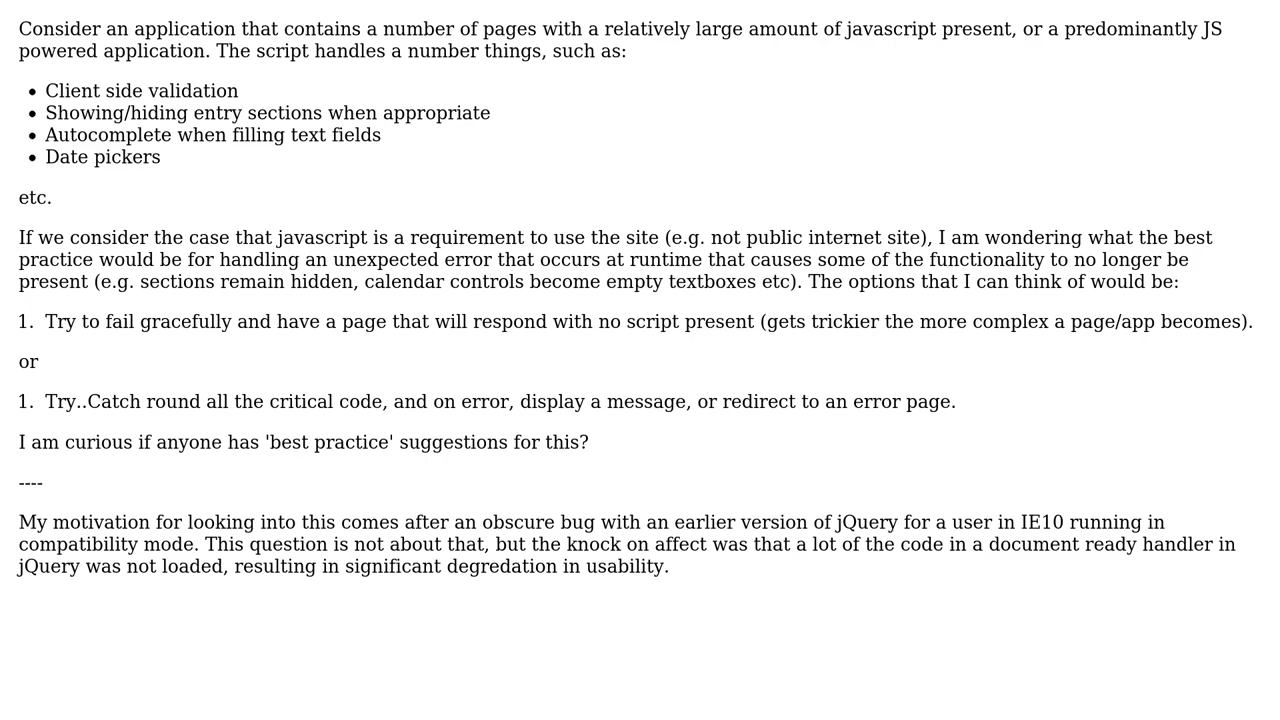 Consider an application that contains a number of pages with a relatively large amount of javascript present, or a predominantly JS
powered application. The script handles a number things, such as:
• Client side validation
• Showing/hiding entry sections when appropriate
• Autocomplete when filling text fields
• Date pickers
etc.
If we consider the case that javascript is a requirement to use the site (e.g. not public internet site), I am wondering what the best
practice would be for handling an unexpected error that occurs at runtime that causes some of the functionality to no longer be
present (e.g. sections remain hidden, calendar controls become empty textboxes etc). The options that I can think of would be:
1. Try to fail gracefully and have a page that will respond with no script present (gets trickier the more complex a page/app becomes).
or
1. Try..Catch round all the critical code, and on error, display a message, or redirect to an error page.
I am curious if anyone has 'best practice' suggestions for this?
----
My motivation for looking into this comes after an obscure bug with an earlier version of jQuery for a user in IE10 running in
compatibility mode. This question is not about that, but the knock on affect was that a lot of the code in a document ready handler in
jQuery was not loaded, resulting in significant degredation in usability.